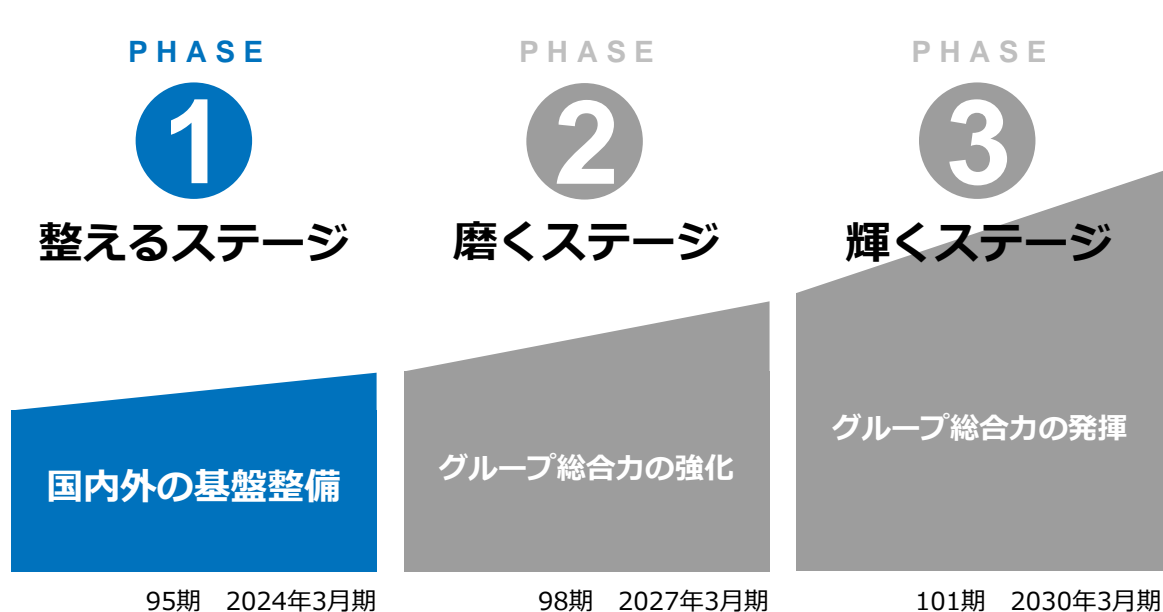 PHASE
1
整えるステージ
国内外の基盤整備
95期　2024年3月期
PHASE
2
磨くステージ
グループ総合力の強化
98期　2027年3月期
PHASE
3
輝くステージ
グループ総合力の発揮
101期　2030年3月期